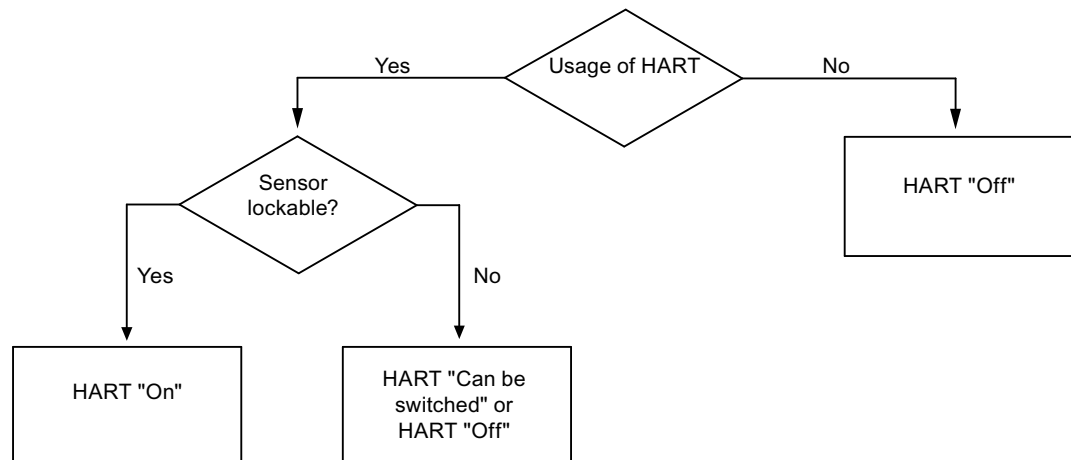 Yes
Usage of HART
No
Sensor
lockable?
HART "Off"
Yes
No
HART "On"
HART "Can be
switched" or
HART "Off"